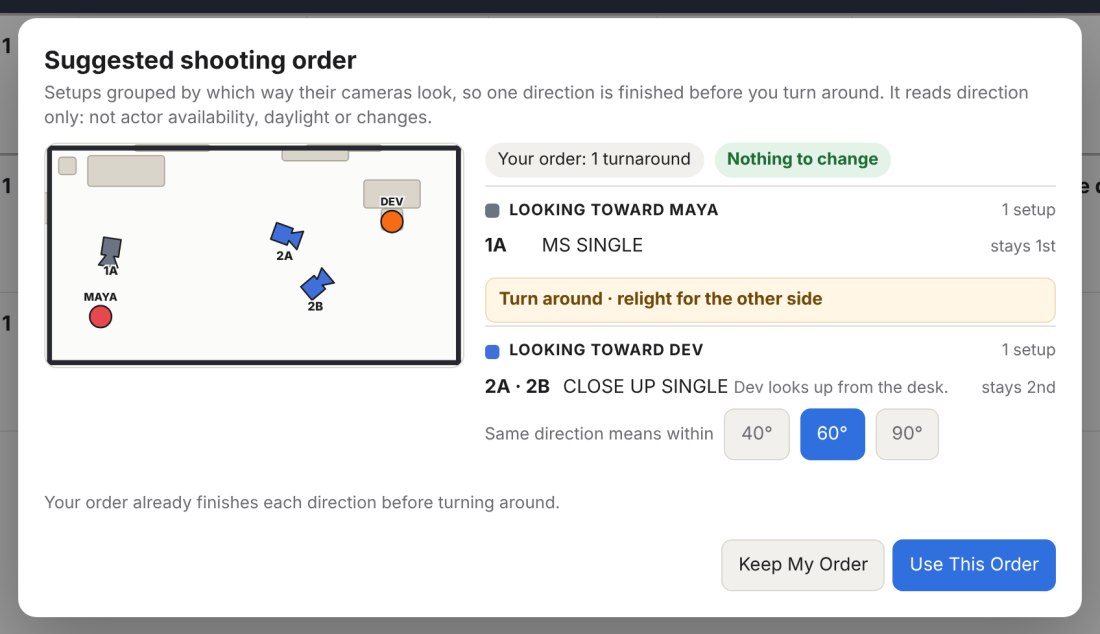 Suggested shooting order
Setups grouped by which way their cameras look, so one direction is finished before you turn around. It reads direction
only: not actor availability, daylight or changes.
DEV
2A
1A
MAYA
2B
Your order: 1 turnaround
Nothing to change
LOOKING TOWARD MAYA
1 setup
1A MS SINGLE
stays 1st
Turn around · relight for the other side
LOOKING TOWARD DEV
1 setup
2A · 2B CLOSE UP SINGLE Dev looks up from the desk.
stays 2nd
Same direction means within 40° 60° 90°
Your order already finishes each direction before turning around.
Keep My Order
Use This Order
1
1
1